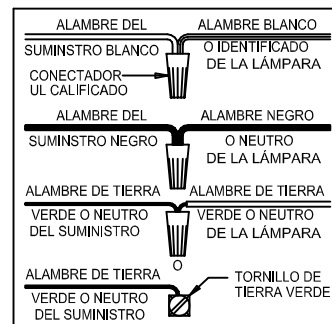 ALAMBRE DEL ALAMBRE BLANCO
SUMINSTRO BLANCO O IDENTIFICADO
DE LA LÁMPARA
CONECTADOR
UL CALIFICADO
ALAMBRE DEL ALAMBRE NEGRO
SUMINSTRO NEGRO O NEUTRO
DE LA LÁMPARA
ALAMBRE DE TIERRA ALAMBRE DE TIERRA
VERDE O NEUTRO VERDE O NEUTRO
DEL SUMINISTRO DE LA LÁMPARA
O
ALAMBRE DE TIERRA TORNILLO DE
TIERRA VERDE
VERDE O NEUTRO
DEL SUMINISTRO